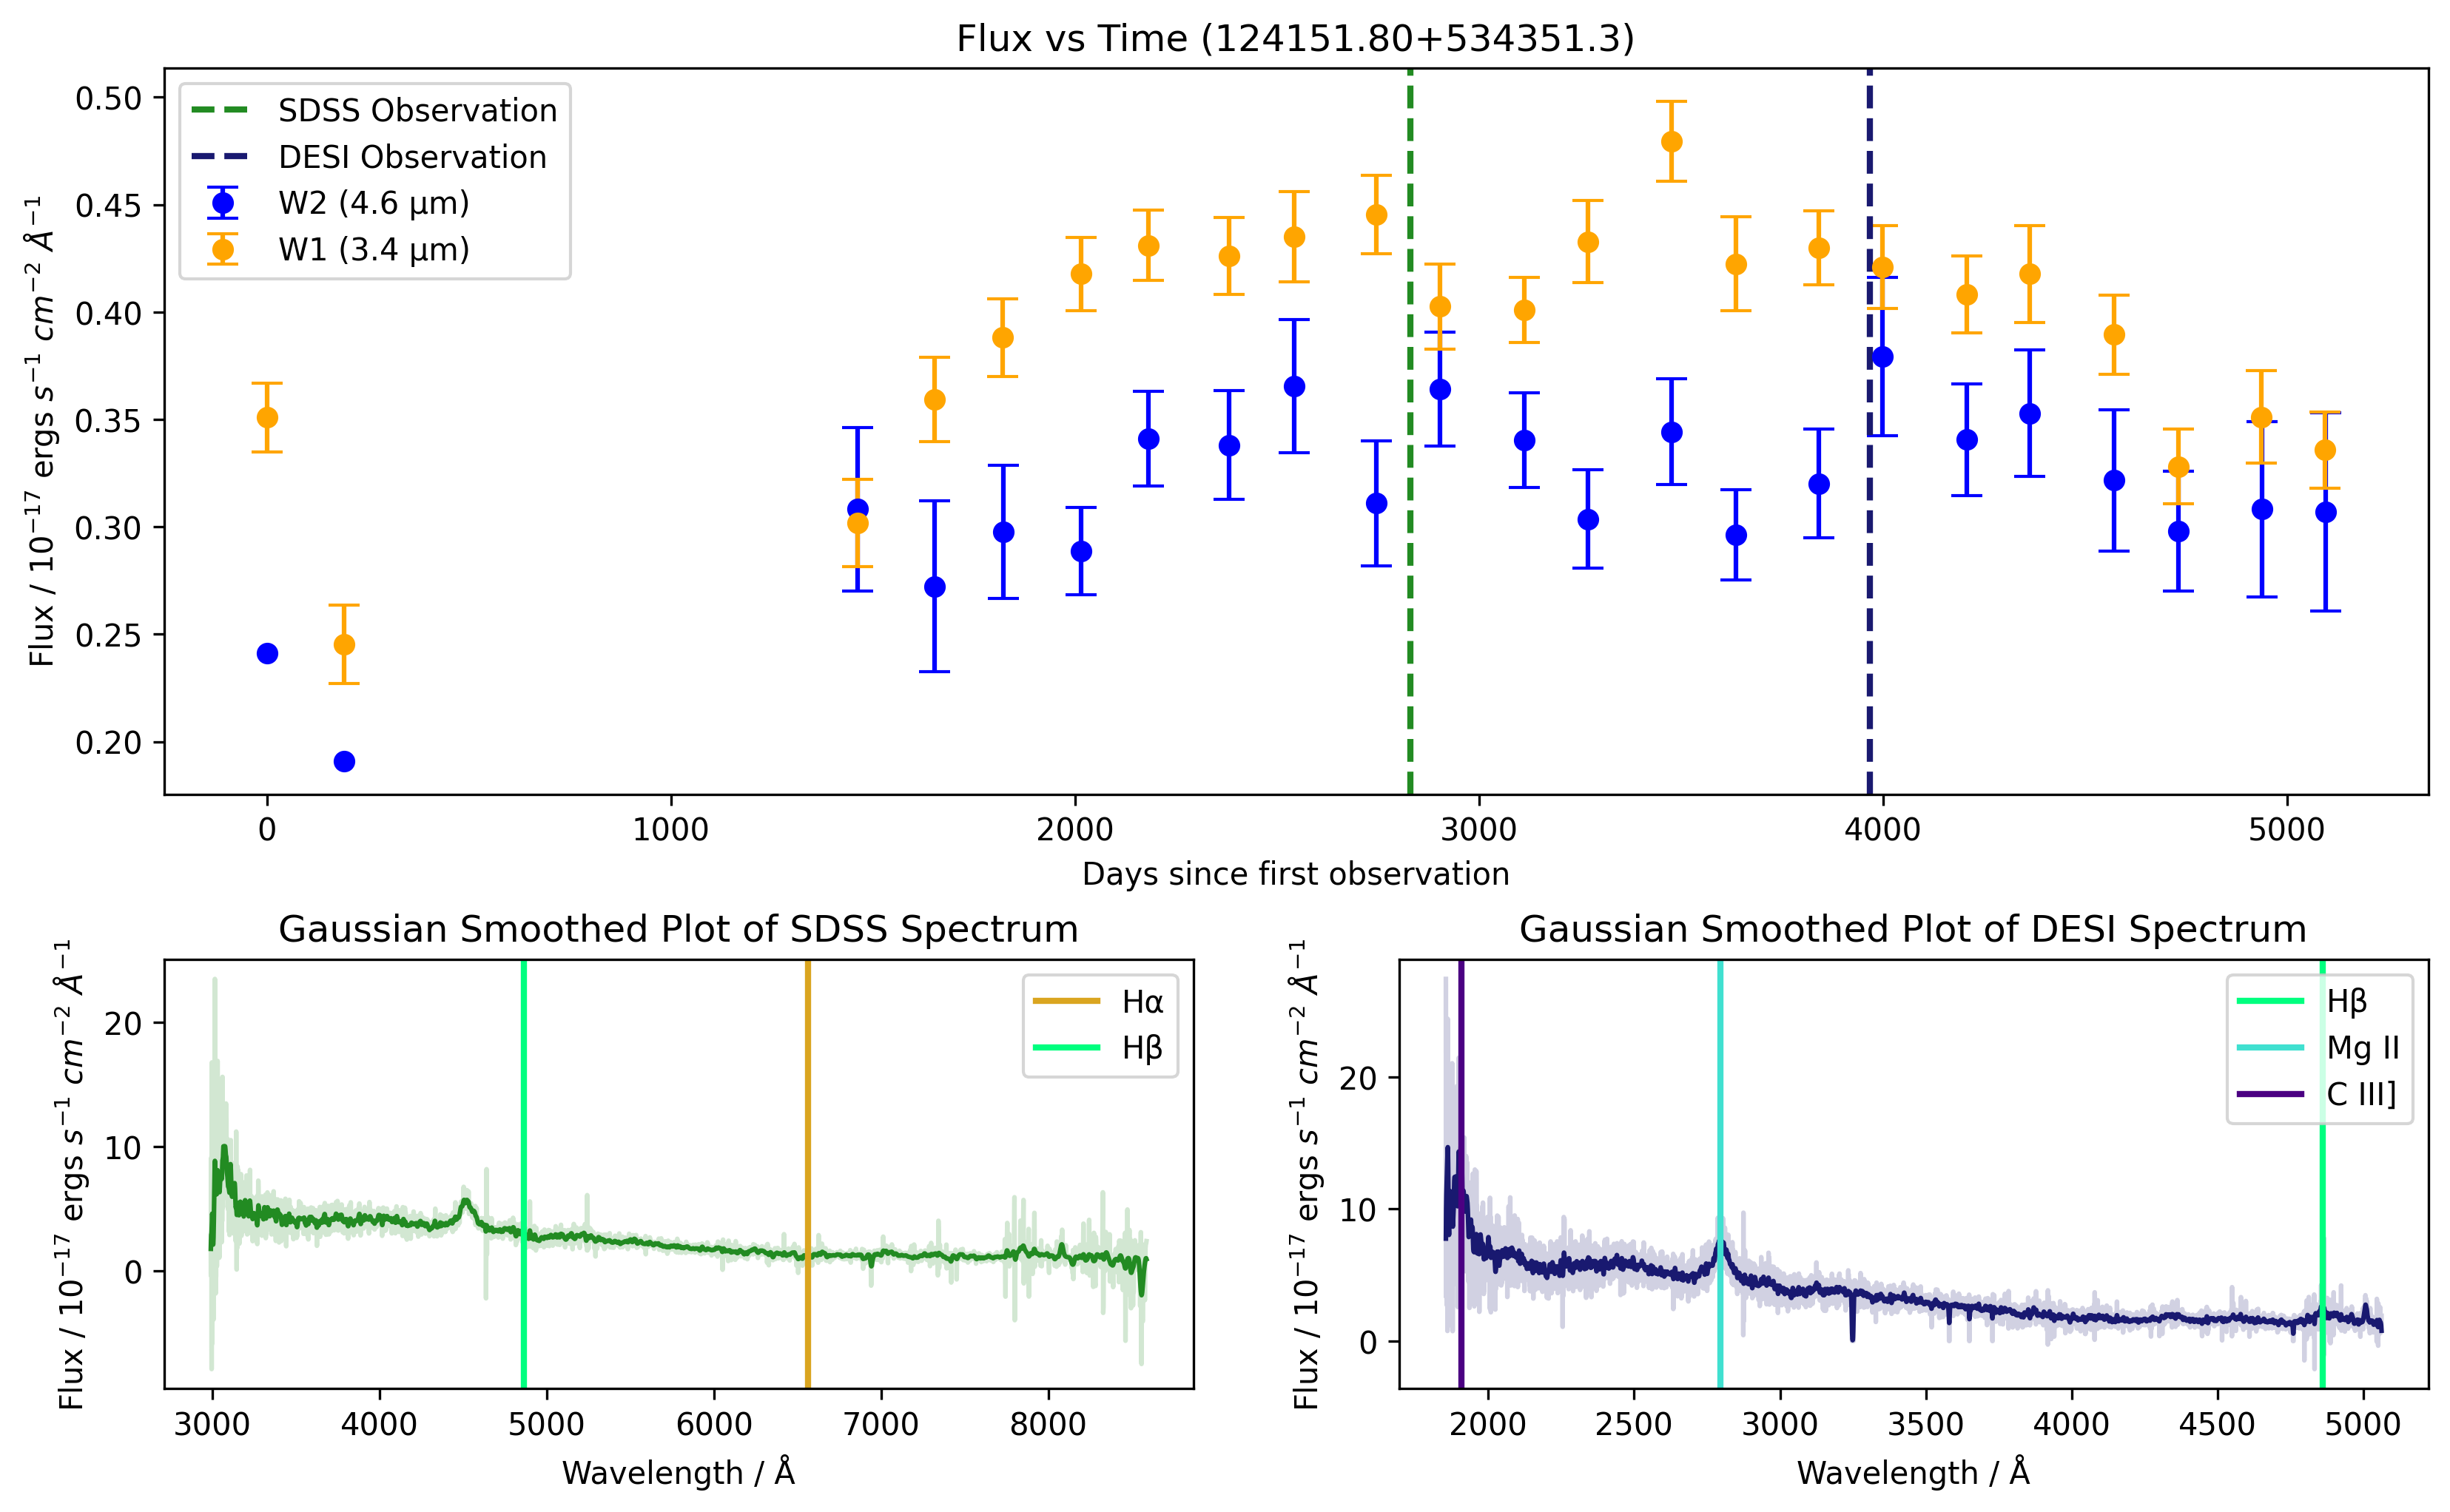 Flux vs Time (124151.80+534351.3)
SDSS Observation
DESI Observation
W2 (4.6 μm)
W1 (3.4 μm)
Flux / 10⁻¹⁷ ergs s⁻¹ cm⁻² Å⁻¹
0.50
0.45
0.40
0.35
0.30
0.25
0.20
0 1000 2000 3000 4000 5000
Days since first observation
Gaussian Smoothed Plot of SDSS Spectrum
Hα
Hβ
Flux / 10⁻¹⁷ ergs s⁻¹ cm⁻² Å⁻¹
20
10
0
3000 4000 5000 6000 7000 8000
Wavelength / Å
Gaussian Smoothed Plot of DESI Spectrum
Hβ
Mg II
C III]
Flux / 10⁻¹⁷ ergs s⁻¹ cm⁻² Å⁻¹
20
10
0
2000 2500 3000 3500 4000 4500 5000
Wavelength / Å